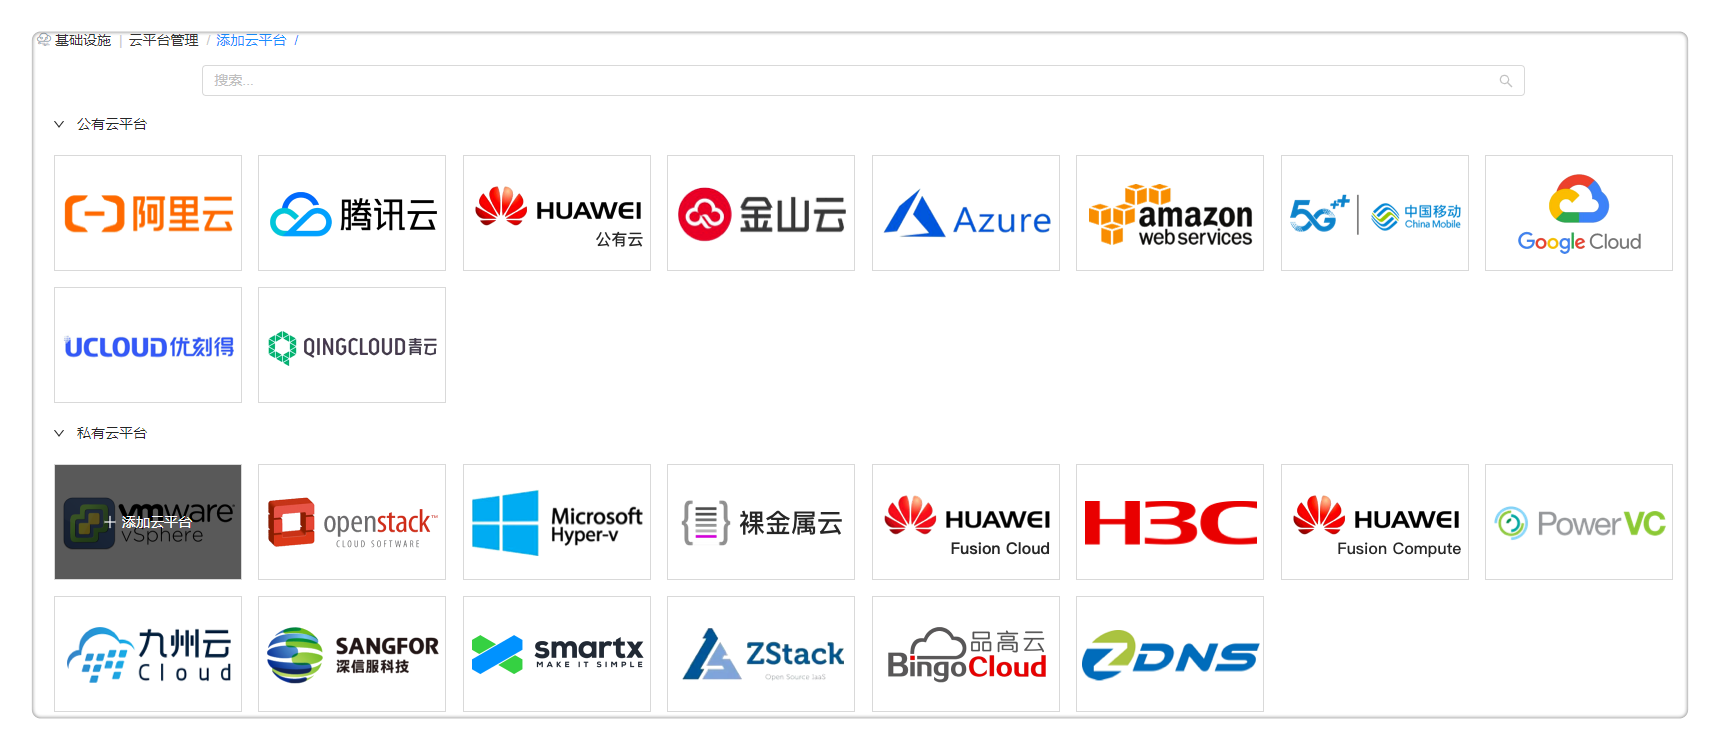 基础设施 | 云平台管理 / 添加云平台 /
搜索...
公有云平台
阿里云
腾讯云
HUAWEI
公有云
金山云
Azure
amazon
webservices
5G++ | 中国移动
China Mobile
Google Cloud
UCLOUD优刻得
QINGCLOUD青云
私有云平台
vmware
vSphere
+ 添加云平台
openstack™
CLOUD SOFTWARE
Microsoft
Hyper-v
裸金属云
HUAWEI
Fusion Cloud
H3C
HUAWEI
Fusion Compute
PowerVC
九州云
Cloud
SANGFOR
深信服科技
smartx
MAKE IT SIMPLE
ZStack
Open Source IaaS
品高云
BingoCloud
ZDNS